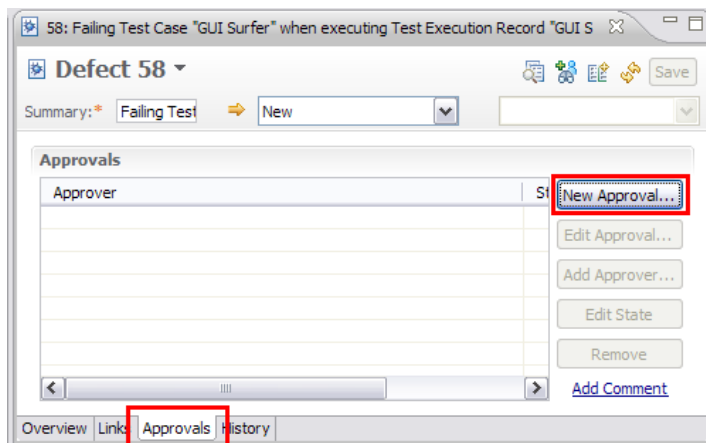 58: Failing Test Case "GUI Surfer" when executing Test Execution Record "GUI S
Defect 58
Save
Summary:* Failing Test New
Approvals
Approver St New Approval...
Edit Approval...
Add Approver...
Edit State
Remove
Add Comment
Overview Links Approvals History